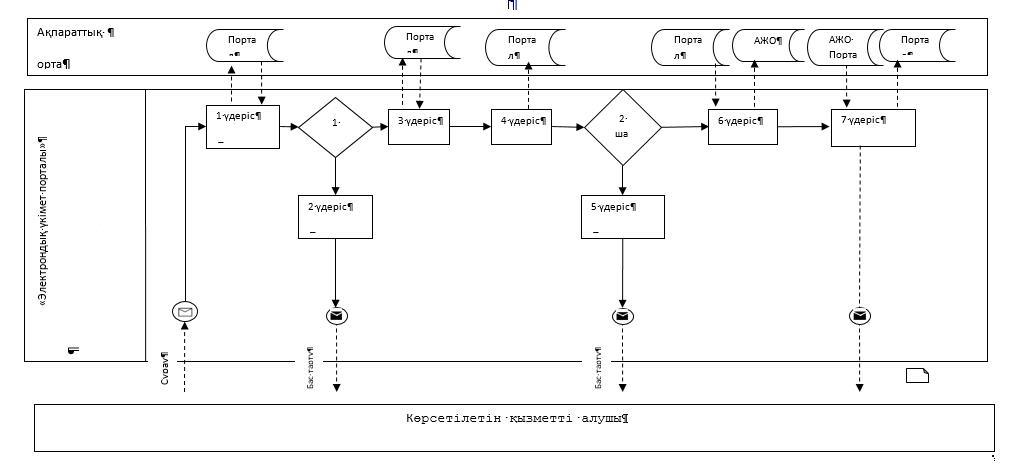 ¶
Ақпараттық· ¶
орта¶
Порта
л¶
Порта
л¶
Порта
л¶
Порта
л¶
АЖО¶
АЖО·
Порта
Порта
«Электрондық·үкімет·порталы»¶
¶
1·үдеріс¶
–
1·
3·үдеріс¶
4·үдеріс¶
2·
ша
6·үдеріс¶
7·үдеріс¶
2·үдеріс¶
–
5·үдеріс¶
–
Сұрау¶
Бас·тарту¶
Бас·тарту¶
Көрсетілетін·қызметті·алушы¶